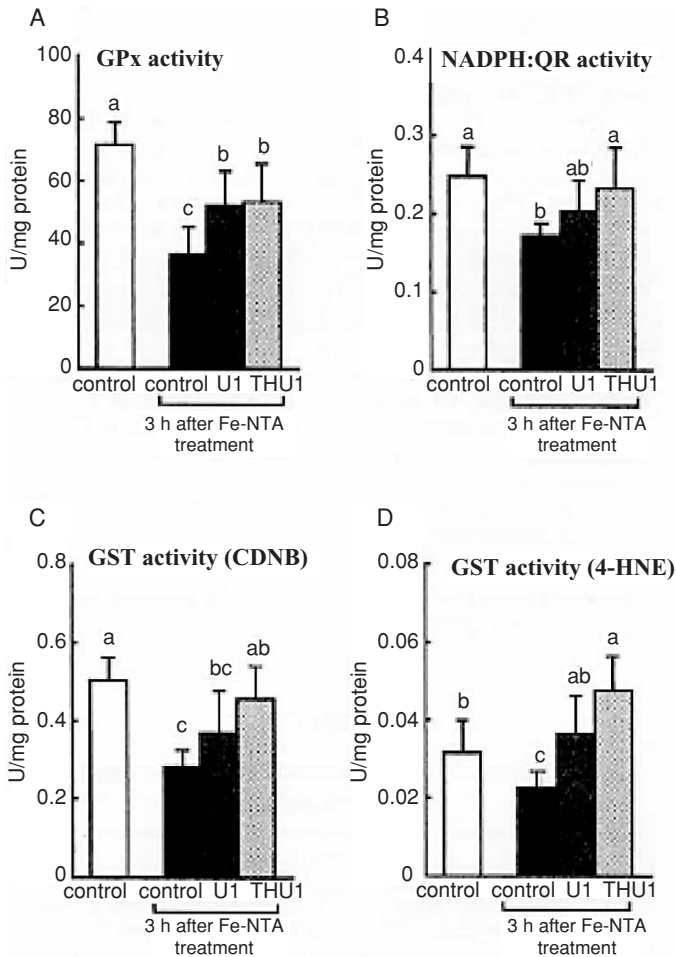 A
GPx activity
100
80
60
40
20
0
U/mg protein
a
c
b
b
control
control U1 THU1
3 h after Fe-NTA
treatment
B
NADPH:QR activity
0.4
0.3
0.2
0.1
0
U/mg protein
a
b
ab
a
control
control U1 THU1
3 h after Fe-NTA
treatment
C
GST activity (CDNB)
0.8
0.6
0.4
0.2
0
U/mg protein
a
c
bc
ab
control
control U1 THU1
3 h after Fe-NTA
treatment
D
GST activity (4-HNE)
0.08
0.06
0.04
0.02
0
U/mg protein
b
c
ab
a
control
control U1 THU1
3 h after Fe-NTA
treatment